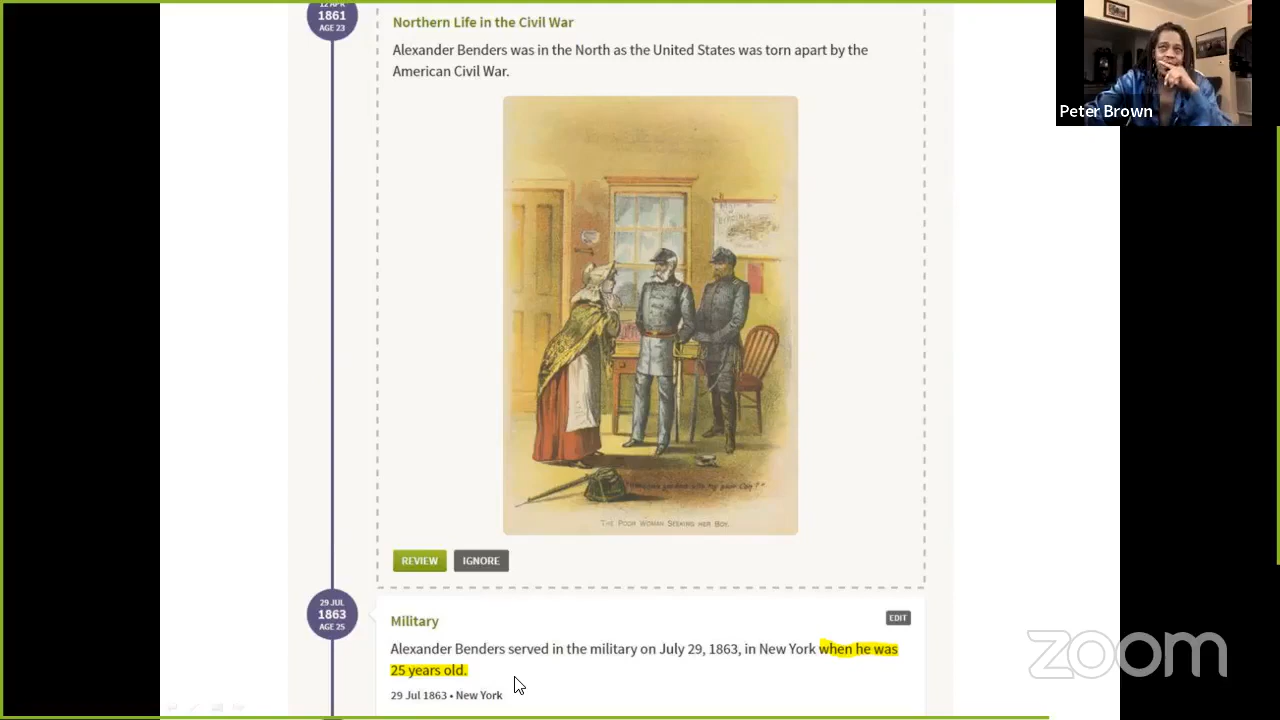 12 APR
1861
AGE 23
Northern Life in the Civil War
Alexander Benders was in the North as the United States was torn apart by the
American Civil War.
THE POOR WOMAN SEEKING HER BOY.
REVIEW
IGNORE
29 JUL
1863
AGE 25
Military
EDIT
Alexander Benders served in the military on July 29, 1863, in New York when he was
25 years old.
29 Jul 1863 • New York
Peter Brown
zoom